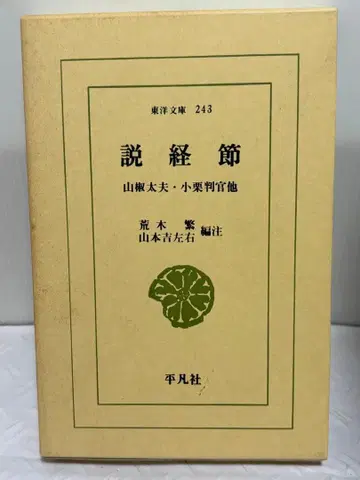 東洋文庫 243
説経節
山椒太夫・小栗判官他
荒木繁
山本吉左右 編注
平凡社